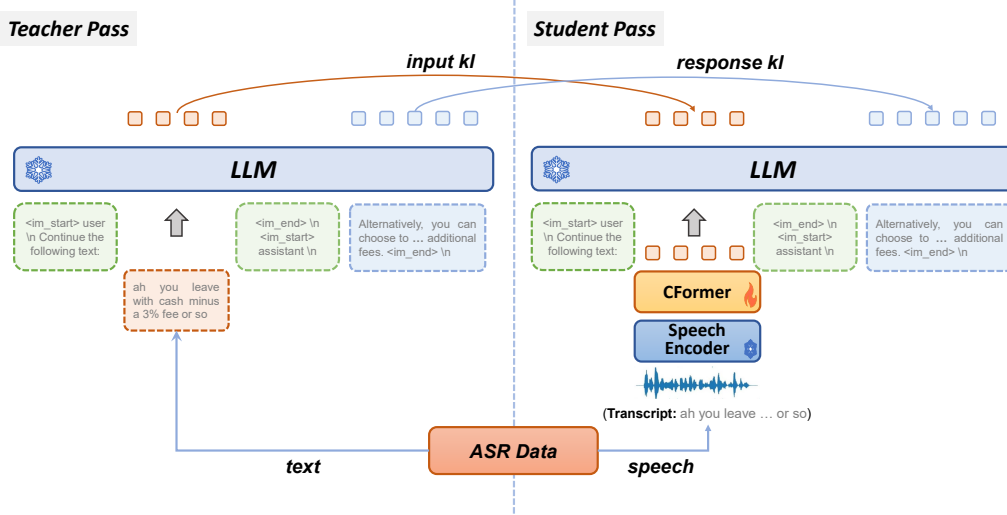 Teacher Pass
Student Pass
input kl
response kl
LLM
LLM
<im_start> user
\n Continue the
following text:
<im_end> \n
<im_start>
assistant \n
Alternatively, you can
choose to ... additional
fees. <im_end> \n
<im_start> user
\n Continue the
following text:
<im_end> \n
<im_start>
assistant \n
Alternatively, you can
choose to ... additional
fees. <im_end> \n
ah you leave
with cash minus
a 3% fee or so
CFormer
Speech
Encoder
(Transcript: ah you leave ... or so)
ASR Data
text
speech